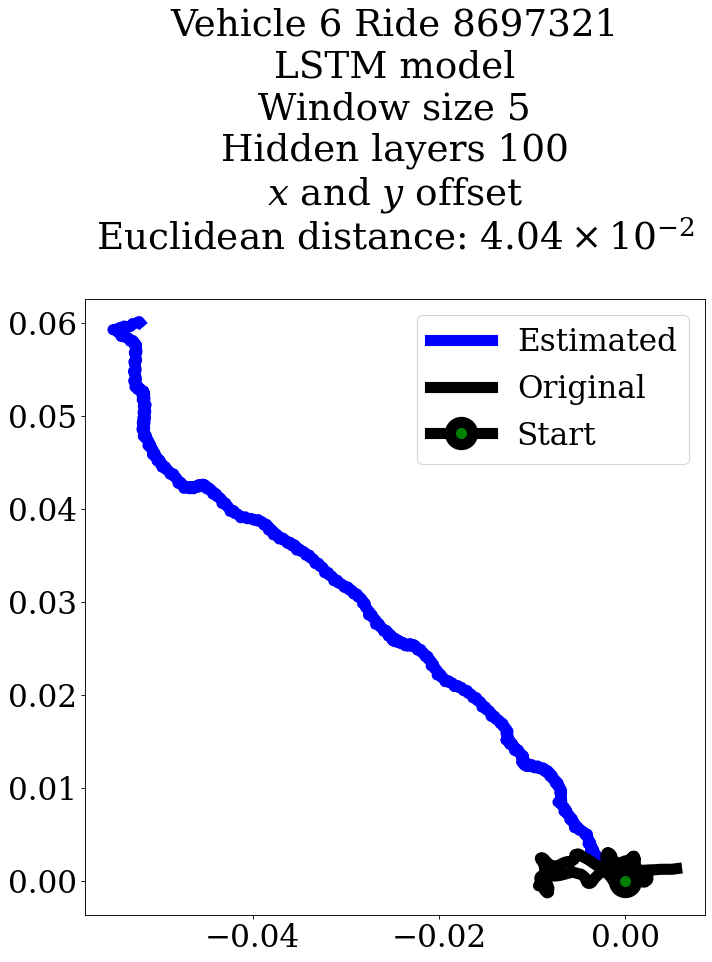 Vehicle 6 Ride 8697321
LSTM model
Window size 5
Hidden layers 100
x and y offset
Euclidean distance: 4.04 × 10⁻²
Estimated
Original
Start
0.06
0.05
0.04
0.03
0.02
0.01
0.00
−0.04
−0.02
0.00